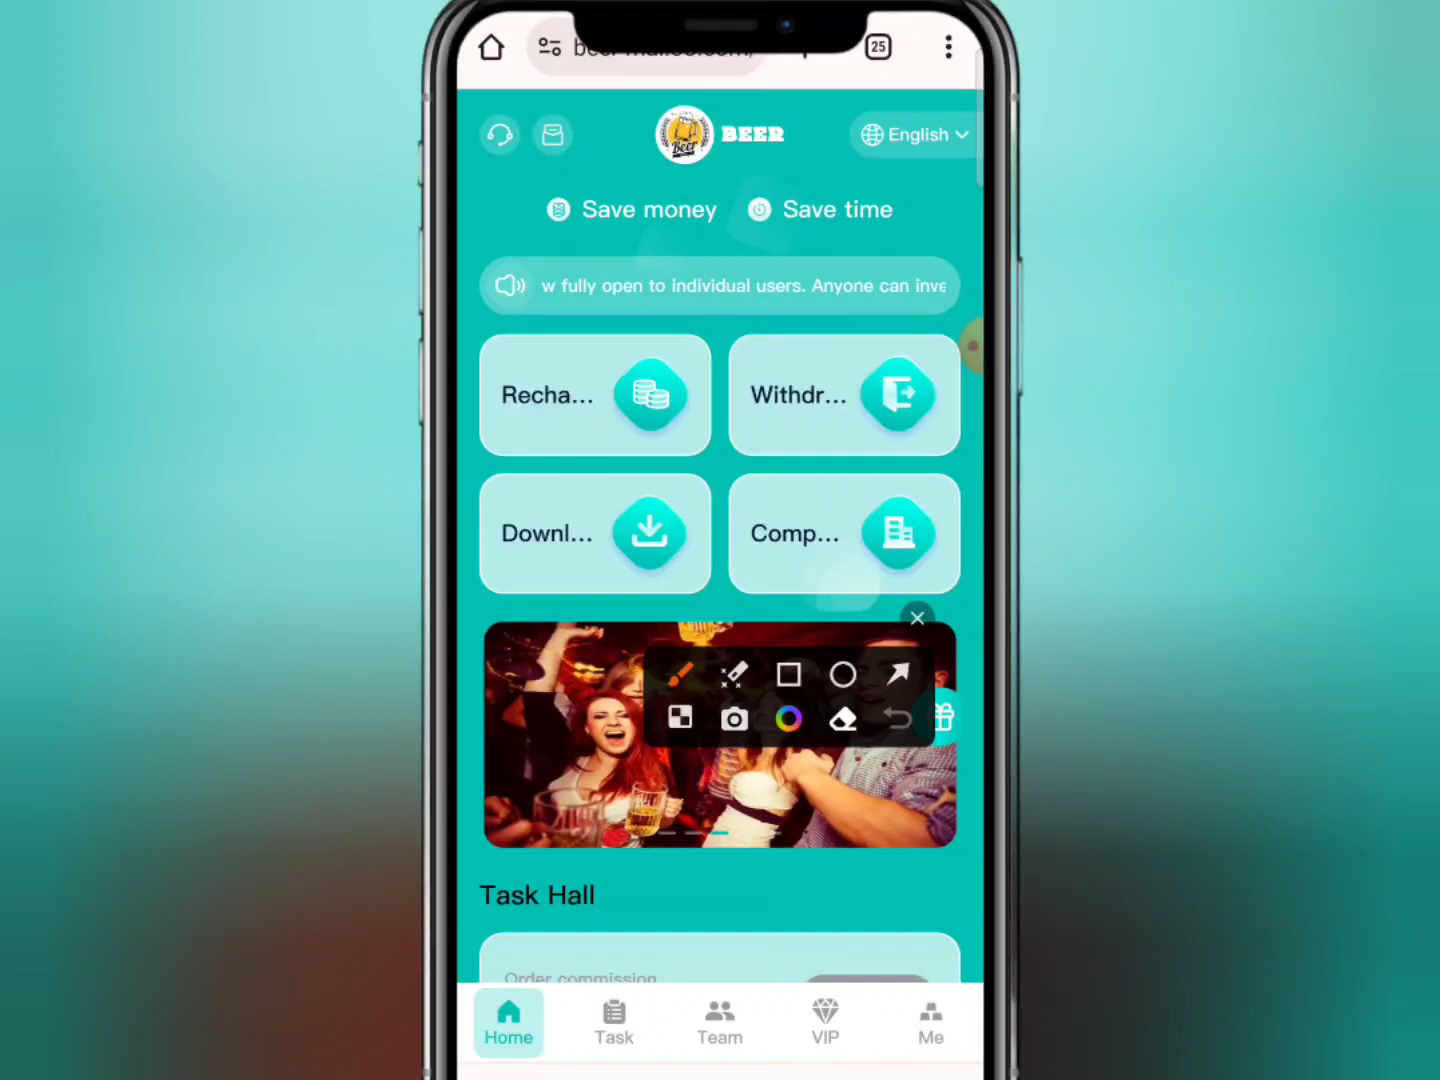 25
BEER
Beer
English
Save money
Save time
w fully open to individual users. Anyone can inve
Recha...
Withdr...
Downl...
Comp...
Task Hall
Order commission
Home
Task
Team
VIP
Me